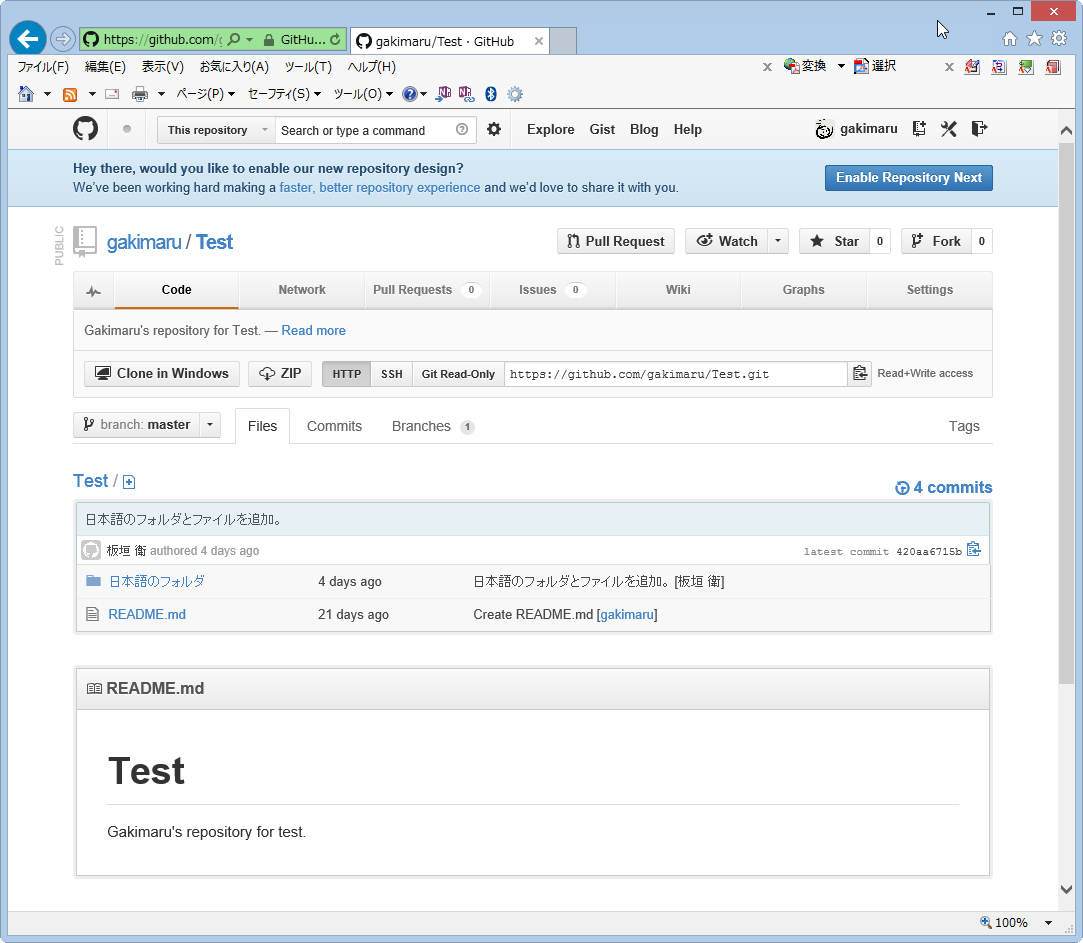 https://github.com/g
GitHu...
gakimaru/Test · GitHub
ファイル(F) 編集(E) 表示(V) お気に入り(A) ツール(T) ヘルプ(H)
変換 選択
ページ(P) セーフティ(S) ツール(O)
This repository Search or type a command Explore Gist Blog Help gakimaru
Hey there, would you like to enable our new repository design?
We've been working hard making a faster, better repository experience and we'd love to share it with you.
Enable Repository Next
PUBLIC
gakimaru / Test
Pull Request Watch Star 0 Fork 0
Code Network Pull Requests 0 Issues 0 Wiki Graphs Settings
Gakimaru's repository for Test. — Read more
Clone in Windows ZIP HTTP SSH Git Read-Only https://github.com/gakimaru/Test.git Read+Write access
branch: master Files Commits Branches 1 Tags
Test /
4 commits
日本語のフォルダとファイルを追加。
板垣 衛 authored 4 days ago latest commit 420aa6715b
日本語のフォルダ 4 days ago 日本語のフォルダとファイルを追加。 [板垣 衛]
README.md 21 days ago Create README.md [gakimaru]
README.md
Test
Gakimaru's repository for test.
100%